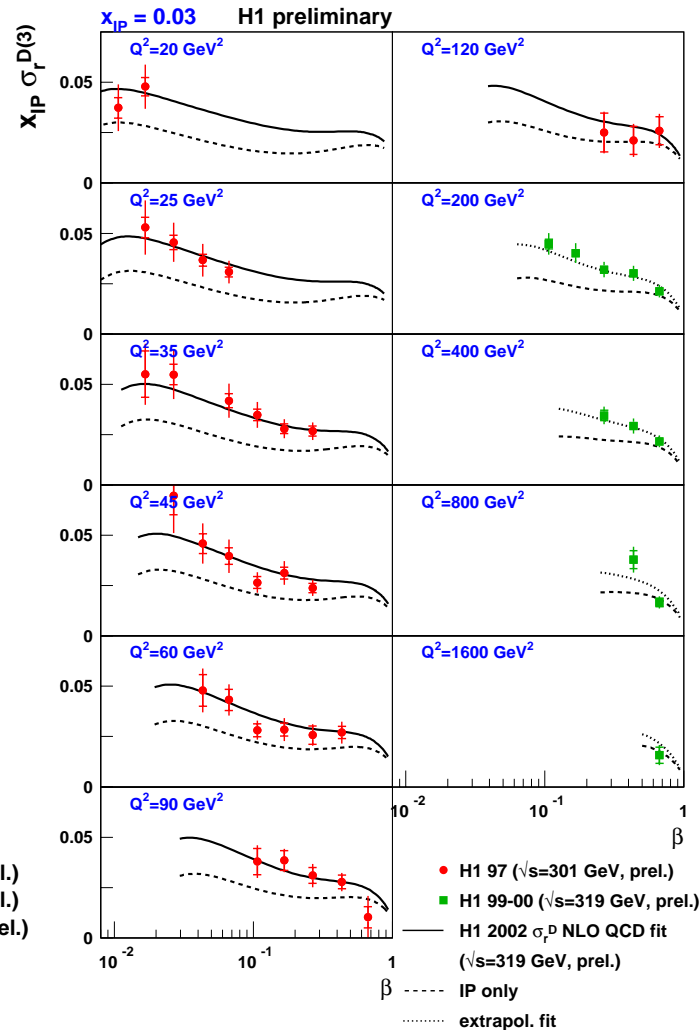 x_IP = 0.03 H1 preliminary
x_IP σ_r^D(3)
Q²=20 GeV²
Q²=120 GeV²
0.05
0
Q²=25 GeV²
Q²=200 GeV²
0.05
0
Q²=35 GeV²
Q²=400 GeV²
0.05
0
Q²=45 GeV²
Q²=800 GeV²
0.05
0
Q²=60 GeV²
Q²=1600 GeV²
0.05
0
10⁻² 10⁻¹ 1
β
Q²=90 GeV²
0.05
0
10⁻² 10⁻¹ 1
β
l.)
l.)
el.)
H1 97 (√s=301 GeV, prel.)
H1 99-00 (√s=319 GeV, prel.)
H1 2002 σ_r^D NLO QCD fit
(√s=319 GeV, prel.)
IP only
extrapol. fit